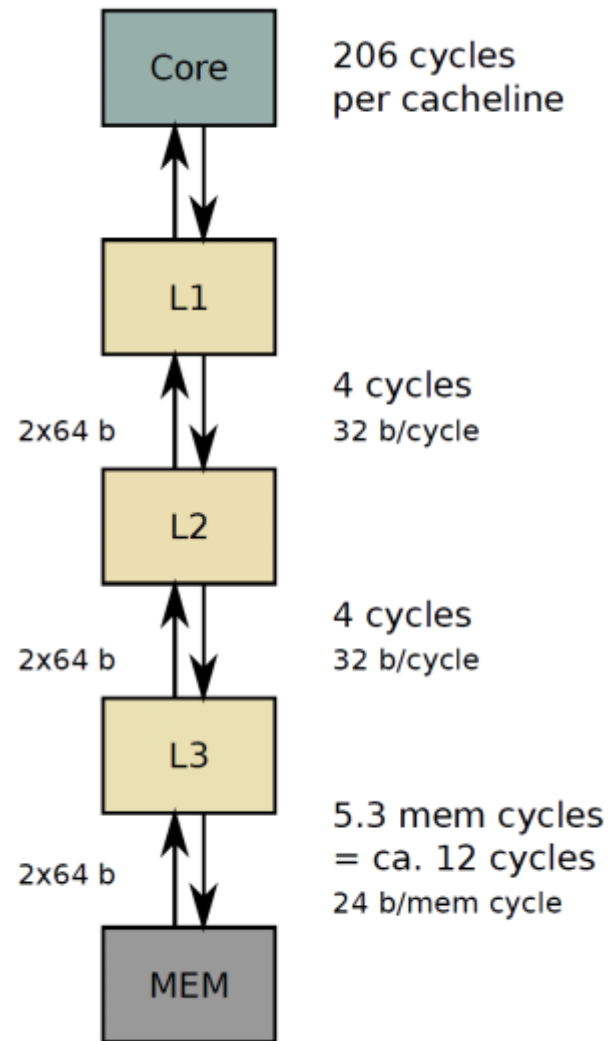 Core
206 cycles
per cacheline
L1
4 cycles
2x64 b
32 b/cycle
L2
4 cycles
2x64 b
32 b/cycle
L3
5.3 mem cycles
= ca. 12 cycles
2x64 b
24 b/mem cycle
MEM